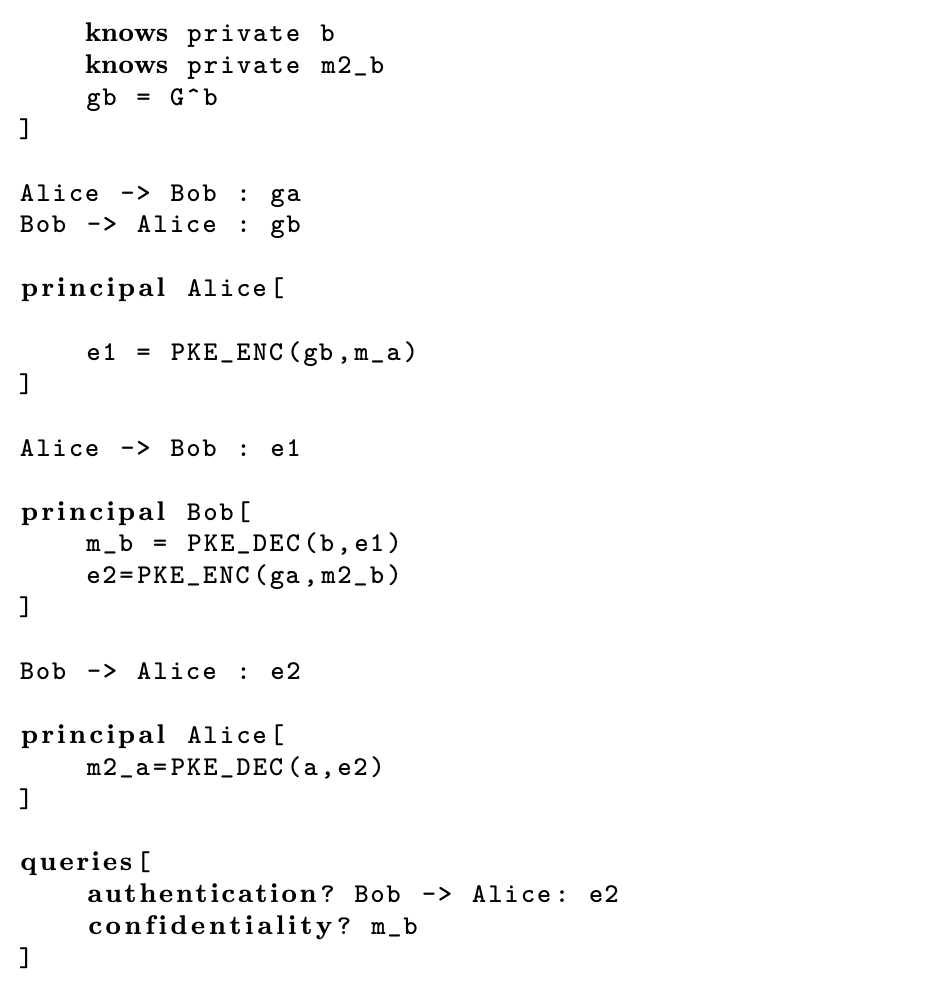 knows private b
knows private m2_b
gb = G^b
]
Alice -> Bob : ga
Bob -> Alice : gb
principal Alice[
e1 = PKE_ENC(gb,m_a)
]
Alice -> Bob : e1
principal Bob[
m_b = PKE_DEC(b,e1)
e2=PKE_ENC(ga,m2_b)
]
Bob -> Alice : e2
principal Alice[
m2_a=PKE_DEC(a,e2)
]
queries[
authentication? Bob -> Alice: e2
confidentiality? m_b
]